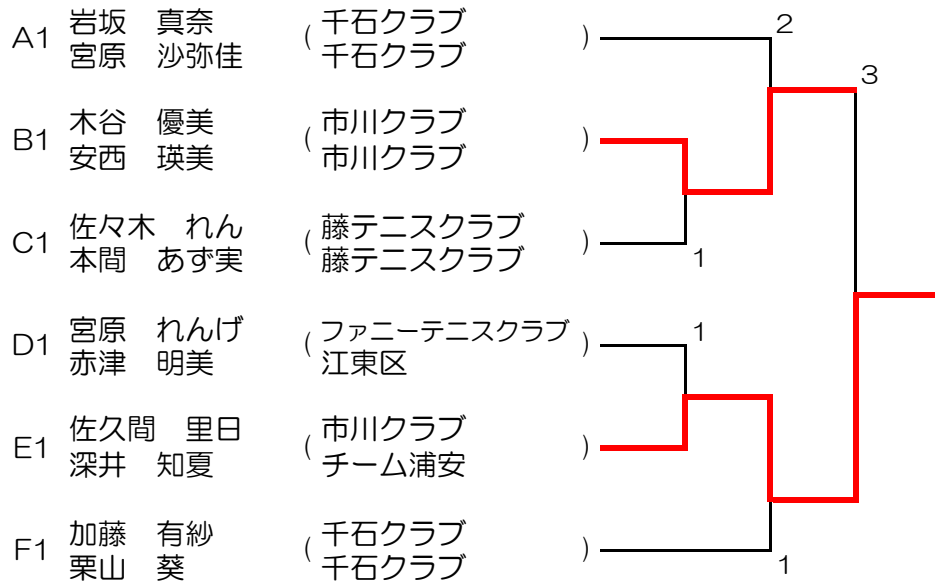 2
3
A1 岩坂　真奈 （ 千石クラブ ）
宮原　沙弥佳 千石クラブ
B1 木谷　優美 （ 市川クラブ ）
安西　瑛美 市川クラブ
C1 佐々木　れん （ 藤テニスクラブ ）
本間　あず実 藤テニスクラブ
1
D1 宮原　れんげ （ ファニーテニスクラブ ）
赤津　明美 江東区
1
E1 佐久間　里日 （ 市川クラブ ）
深井　知夏 チーム浦安
F1 加藤　有紗 （ 千石クラブ ）
栗山　葵 千石クラブ
1